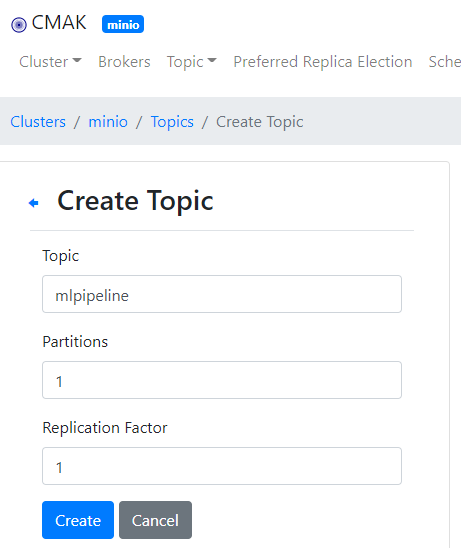 CMAK minio
Cluster Brokers Topic Preferred Replica Election Sche
Clusters / minio / Topics / Create Topic
Create Topic
Topic
mlpipeline
Partitions
1
Replication Factor
1
Create Cancel